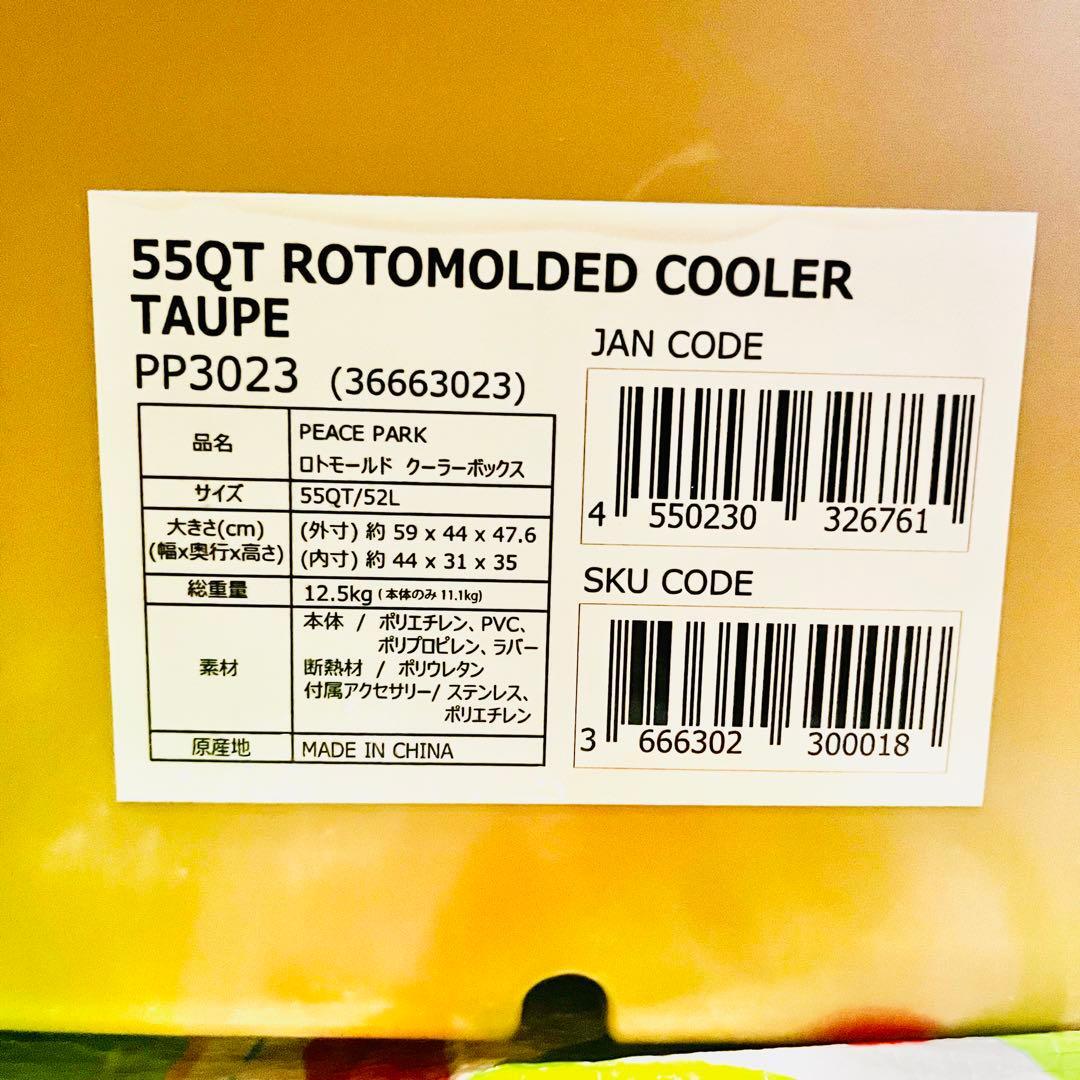 55QT ROTOMOLDED COOLER
TAUPE
PP3023 (36663023)
品名
PEACE PARK
ロトモールド クーラーボックス
サイズ
55QT/52L
大きさ(cm)
(幅x奥行x高さ)
(外寸) 約 59 x 44 x 47.6
(内寸) 約 44 x 31 x 35
総重量
12.5kg ( 本体のみ 11.1kg)
素材
本体 / ポリエチレン、PVC、
ポリプロピレン、ラバー
断熱材 / ポリウレタン
付属アクセサリー/ ステンレス、
ポリエチレン
原産地
MADE IN CHINA
JAN CODE
4 550230 326761
SKU CODE
3 666302 300018